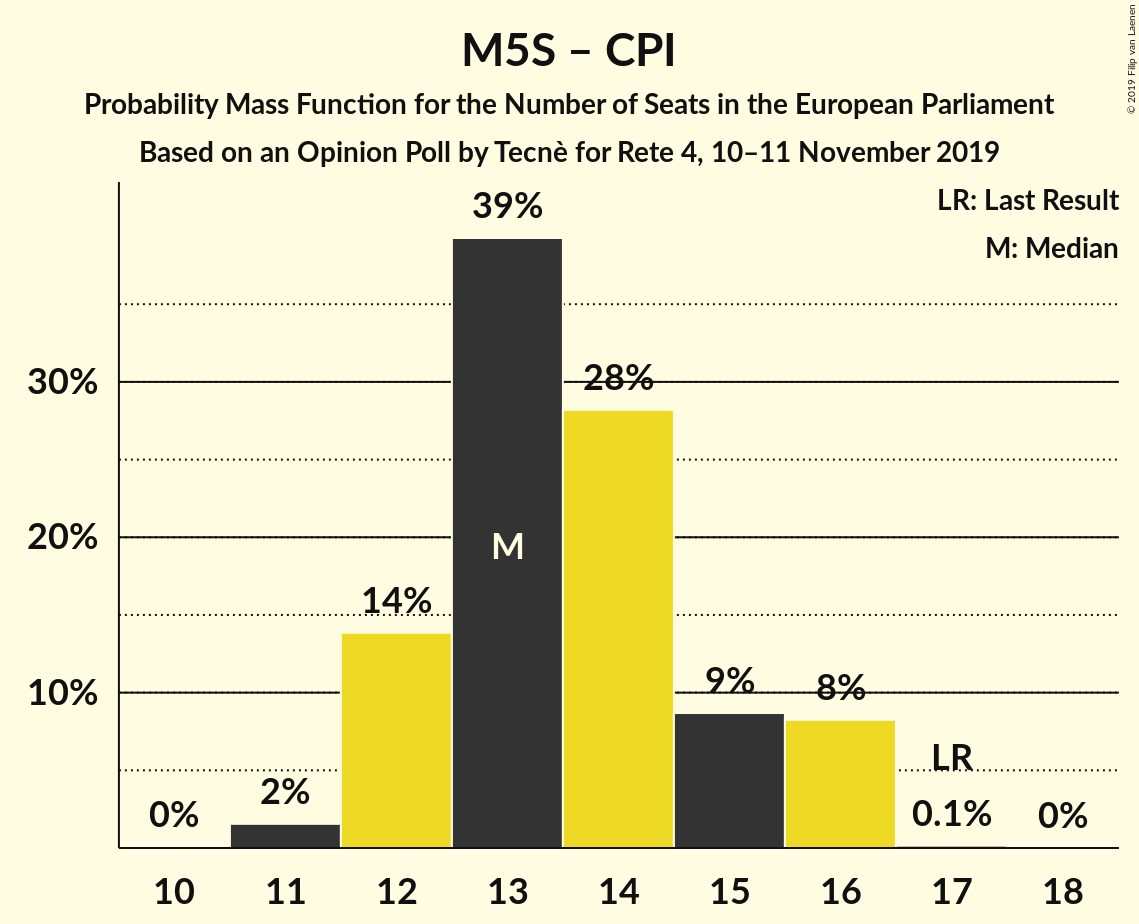 M5S – CPI
Probability Mass Function for the Number of Seats in the European Parliament
Based on an Opinion Poll by Tecnè for Rete 4, 10–11 November 2019
© 2019 Filip van Laenen
LR: Last Result
M: Median
39%
30%
28%
20%
M
14%
10%
9%
8%
LR
2%
0%
0.1%
0%
10 11 12 13 14 15 16 17 18